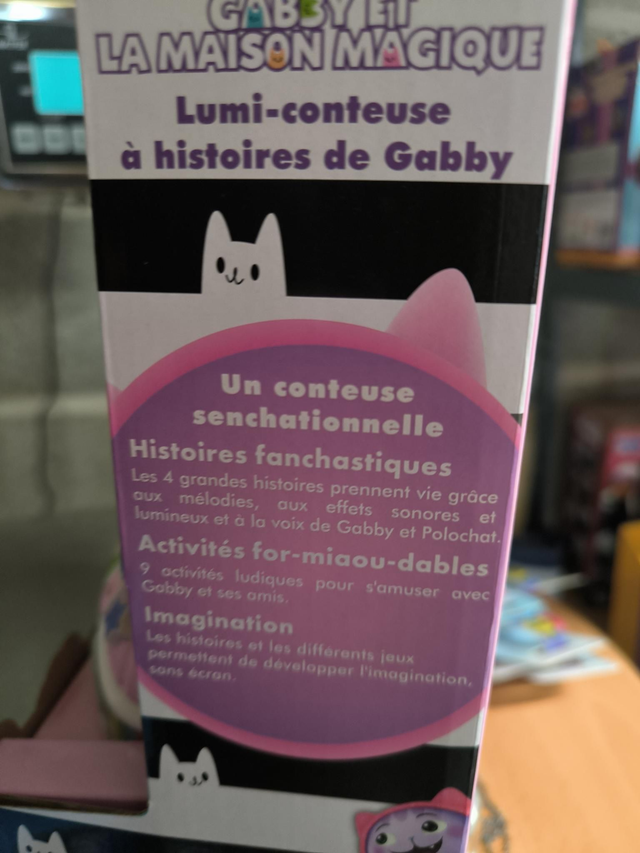 GABBY ET
LA MAISON MAGIQUE
Lumi-conteuse
à histoires de Gabby
Un conteuse
senchationnelle
Histoires fanchastiques
Les 4 grandes histoires prennent vie grâce
aux mélodies, aux effets sonores et
lumineux et à la voix de Gabby et Polochat.
Activités for-miaou-dables
9 activités ludiques pour s'amuser avec
Gabby et ses amis.
Imagination
Les histoires et les différents jeux
permettent de développer l'imagination,
sans écran.